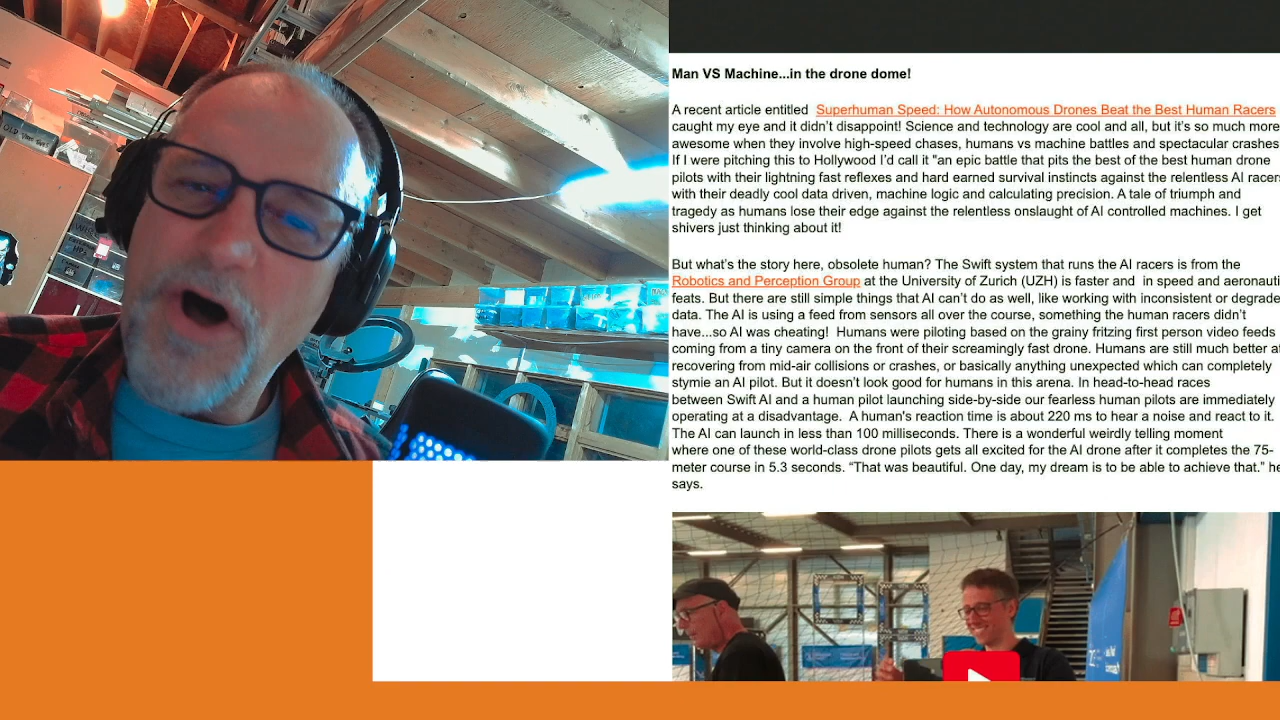 Man VS Machine...in the drone dome!
A recent article entitled Superhuman Speed: How Autonomous Drones Beat the Best Human Racers
caught my eye and it didn't disappoint! Science and technology are cool and all, but it's so much more
awesome when they involve high-speed chases, humans vs machine battles and spectacular crashes
If I were pitching this to Hollywood I'd call it "an epic battle that pits the best of the best human drone
pilots with their lightning fast reflexes and hard earned survival instincts against the relentless AI racers
with their deadly cool data driven, machine logic and calculating precision. A tale of triumph and
tragedy as humans lose their edge against the relentless onslaught of AI controlled machines. I get
shivers just thinking about it!
But what's the story here, obsolete human? The Swift system that runs the AI racers is from the
Robotics and Perception Group at the University of Zurich (UZH) is faster and in speed and aeronauti
feats. But there are still simple things that AI can't do as well, like working with inconsistent or degrade
data. The AI is using a feed from sensors all over the course, something the human racers didn't
have...so AI was cheating! Humans were piloting based on the grainy fritzing first person video feeds
coming from a tiny camera on the front of their screamingly fast drone. Humans are still much better at
recovering from mid-air collisions or crashes, or basically anything unexpected which can completely
stymie an AI pilot. But it doesn't look good for humans in this arena. In head-to-head races
between Swift AI and a human pilot launching side-by-side our fearless human pilots are immediately
operating at a disadvantage. A human's reaction time is about 220 ms to hear a noise and react to it.
The AI can launch in less than 100 milliseconds. There is a wonderful weirdly telling moment
where one of these world-class drone pilots gets all excited for the AI drone after it completes the 75-
meter course in 5.3 seconds. "That was beautiful. One day, my dream is to be able to achieve that." he
says.